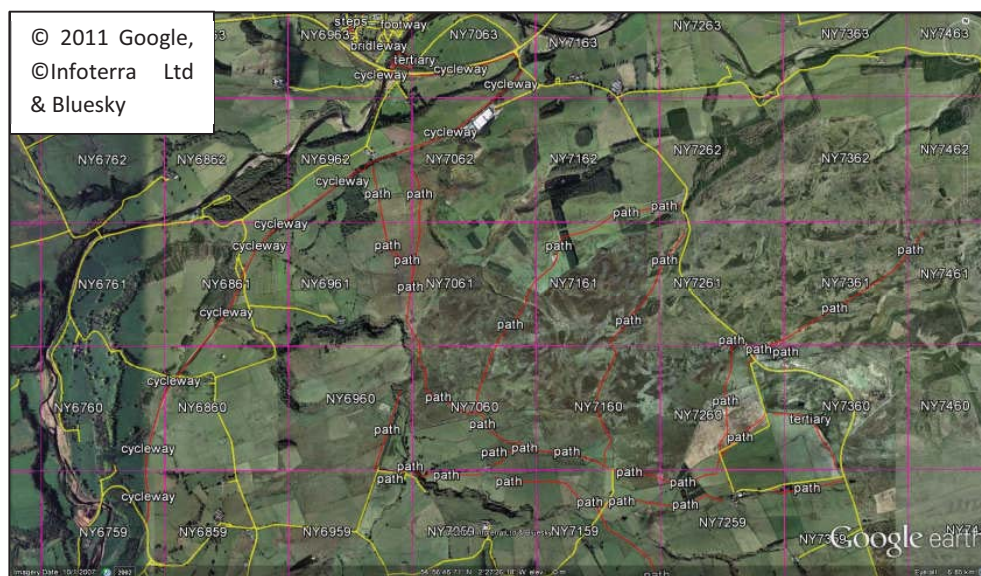 © 2011 Google,
©Infoterra Ltd
& Bluesky
steps
footway
NY6963
NY7063
NY7163
NY7263
NY7363
NY7463
bridleway
tertiary
cycleway
cycleway
cycleway
cycleway
NY6762
NY6862
NY6962
NY7062
NY7162
NY7262
NY7362
NY7462
cycleway
path
path
path
path
cycleway
cycleway
path
path
path
path
path
NY6761
NY6861
NY6961
path
NY7061
NY7161
NY7261
NY7361
NY7461
cycleway
path
path
path
path
path
path
cycleway
NY6760
NY6860
NY6960
path
NY7060
NY7160
NY7260
path
NY7360
NY7460
tertiary
path
path
path
cycleway
path
path
path
path
path
path
path
path
path
cycleway
path
path
path
NY6759
NY6859
NY6959
NY7059
NY7159
NY7259
path
Google earth